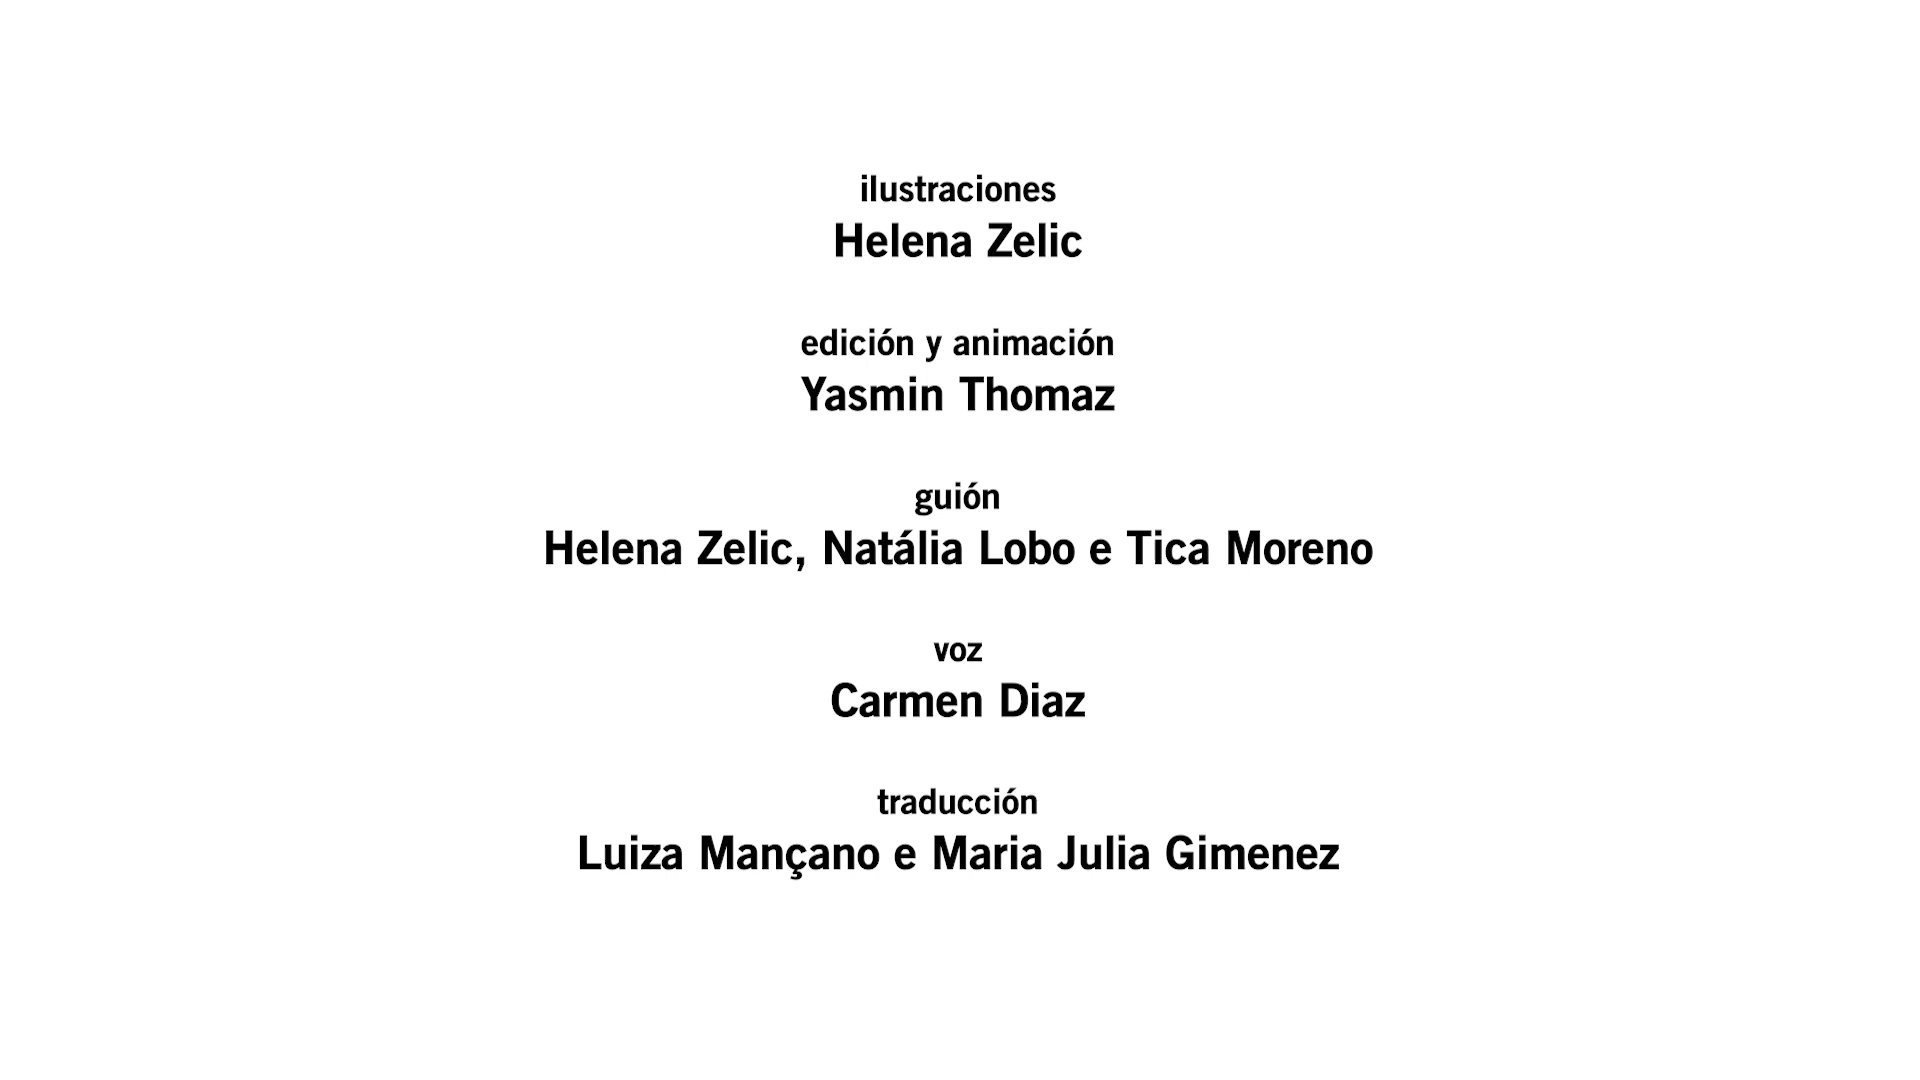 ilustraciones
Helena Zelic
edición y animación
Yasmin Thomaz
guión
Helena Zelic, Natália Lobo e Tica Moreno
voz
Carmen Diaz
traducción
Luiza Mançano e Maria Julia Gimenez